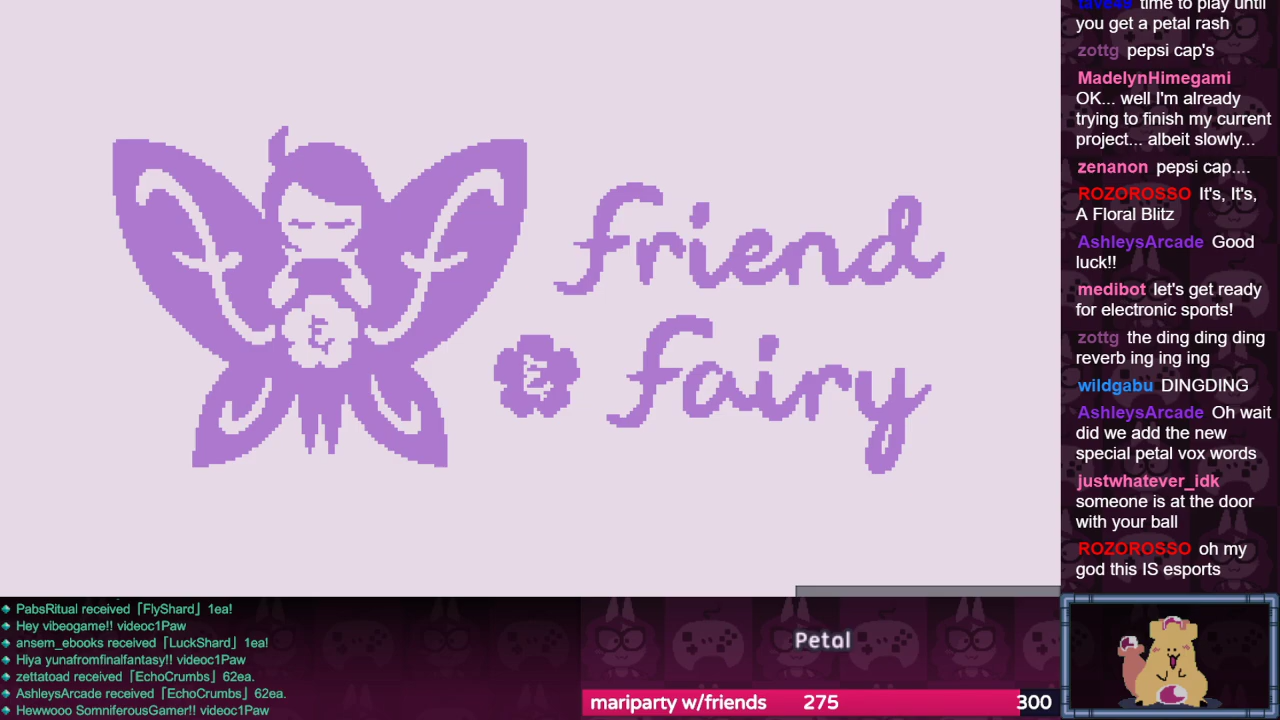 friend
fairy
fave49 time to play until
you get a petal rash
zottg pepsi cap's
MadelynHimegami
OK... well I'm already
trying to finish my current
project... albeit slowly...
zenanon pepsi cap....
ROZOROSSO It's, It's,
A Floral Blitz
AshleysArcade Good
luck!!
medibot let's get ready
for electronic sports!
zottg the ding ding ding
reverb ing ing ing
wildgabu DINGDING
AshleysArcade Oh wait
did we add the new
special petal vox words
justwhatever_idk
someone is at the door
with your ball
ROZOROSSO oh my
god this IS esports
PabsRitual received「FlyShard」1ea!
Hey vibeogame!! videoc1Paw
ansem_ebooks received「LuckShard」1ea!
Hiya yunafromfinalfantasy!! videoc1Paw
zettatoad received「EchoCrumbs」62ea.
AshleysArcade received「EchoCrumbs」62ea.
Hewwooo SomniferousGamer!! videoc1Paw
Petal
mariparty w/friends 275 300